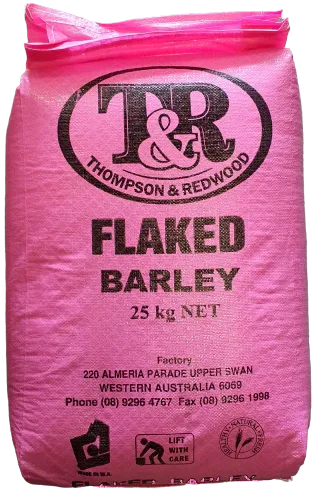 T&R
THOMPSON & REDWOOD
FLAKED
BARLEY
25 kg NET
Factory
220 ALMERIA PARADE UPPER SWAN
WESTERN AUSTRALIA 6069
Phone (08) 9296 4767 Fax (08) 9296 1998
LIFT
WITH
CARE